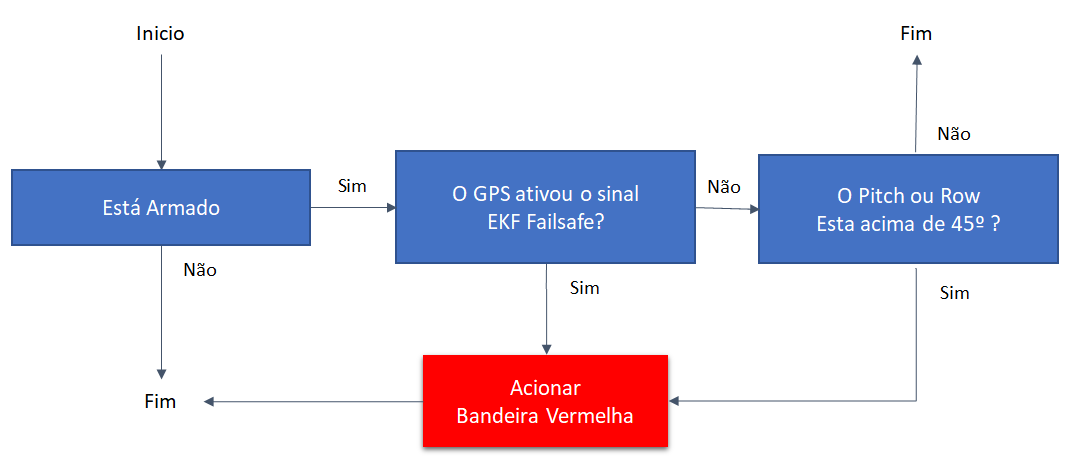 Inicio
Fim
Não
Está Armado
Sim
O GPS ativou o sinal
EKF Failsafe?
Não
O Pitch ou Row
Esta acima de 45º ?
Não
Sim
Sim
Acionar
Bandeira Vermelha
Fim